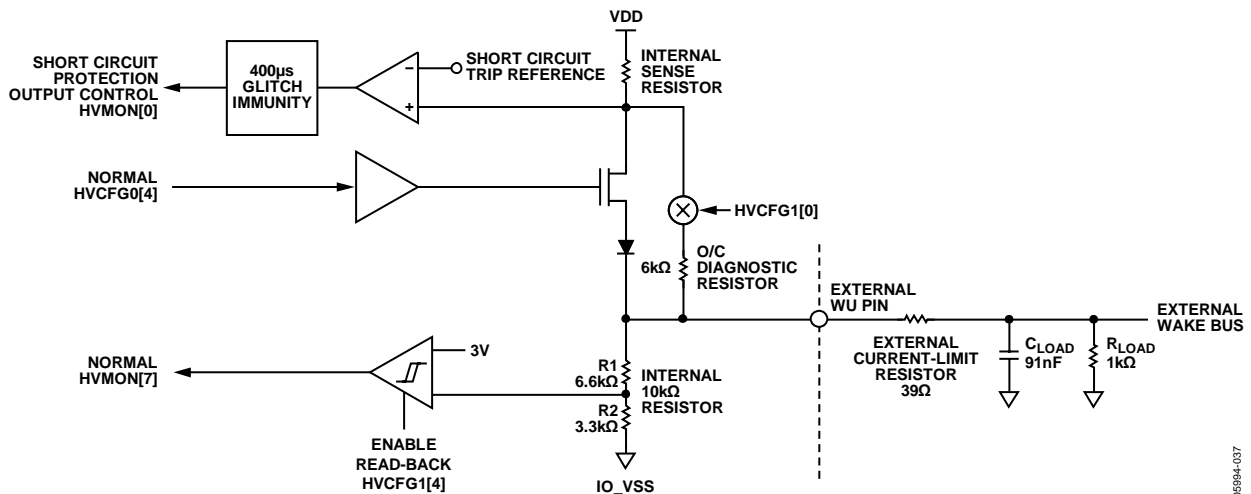 VDD
SHORT CIRCUIT
PROTECTION
OUTPUT CONTROL
HVMON[0]
400µs
GLITCH
IMMUNITY
–
+
SHORT CIRCUIT
TRIP REFERENCE
INTERNAL
SENSE
RESISTOR
NORMAL
HVCFG0[4]
HVCFG1[0]
6kΩ
O/C
DIAGNOSTIC
RESISTOR
EXTERNAL
WU PIN
EXTERNAL
WAKE BUS
EXTERNAL
CURRENT-LIMIT
RESISTOR
39Ω
CLOAD
91nF
RLOAD
1kΩ
NORMAL
HVMON[7]
3V
R1
6.6kΩ
INTERNAL
10kΩ
RESISTOR
R2
3.3kΩ
ENABLE
READ-BACK
HVCFG1[4]
IO_VSS
05994-037